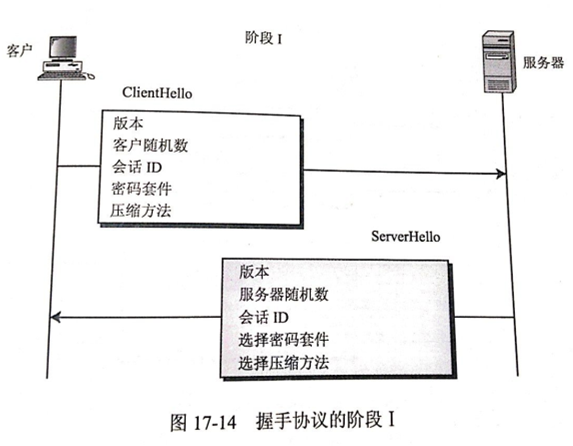 阶段 I
客户
服务器
ClientHello
版本
客户随机数
会话 ID
密码套件
压缩方法
ServerHello
版本
服务器随机数
会话 ID
选择密码套件
选择压缩方法
图 17-14 握手协议的阶段 I